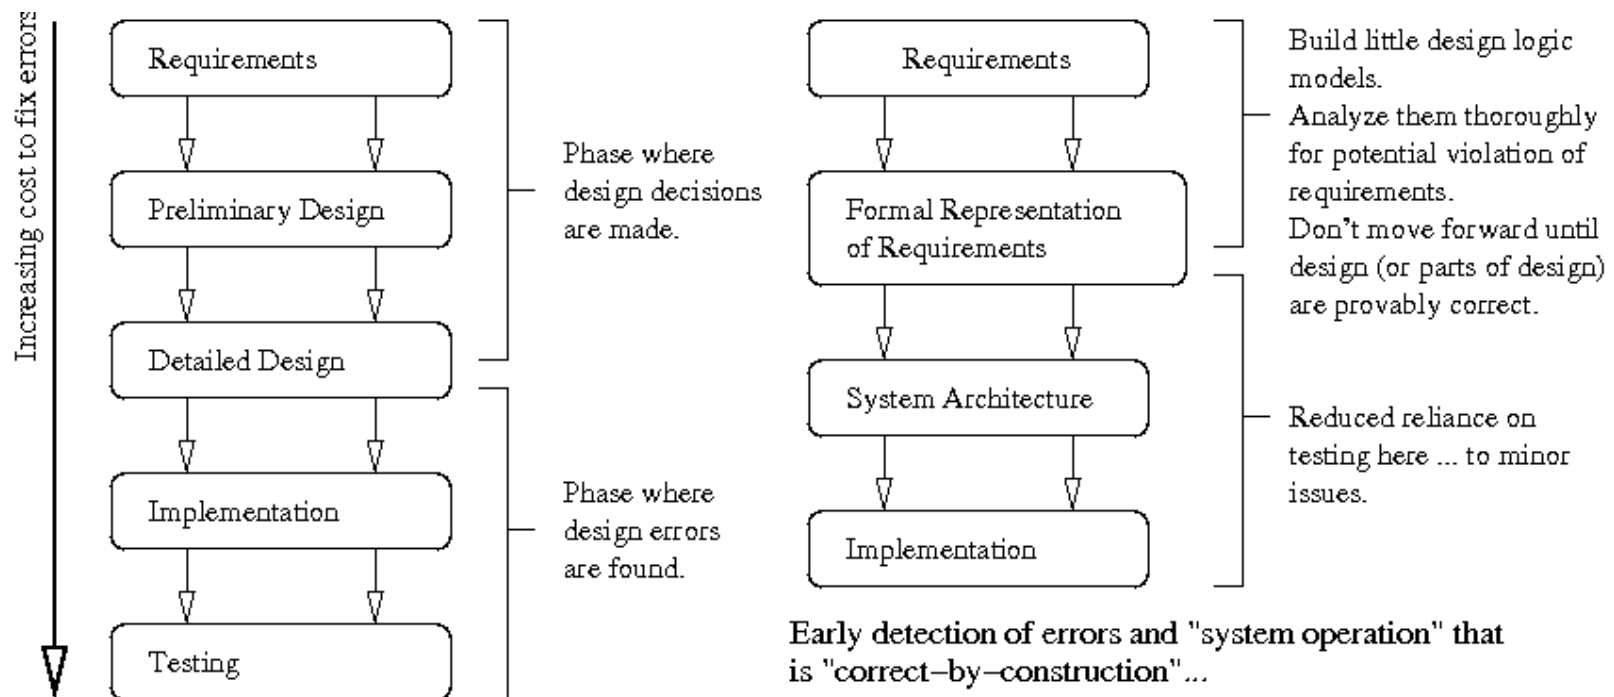 Increasing cost to fix errors
Requirements
Preliminary Design
Detailed Design
Implementation
Testing
Phase where
design decisions
are made.
Phase where
design errors
are found.
Requirements
Formal Representation
of Requirements
System Architecture
Implementation
Build little design logic
models.
Analyze them thoroughly
for potential violation of
requirements.
Don't move forward until
design (or parts of design)
are provably correct.
Reduced reliance on
testing here ... to minor
issues.
Early detection of errors and "system operation" that
is "correct–by–construction"...